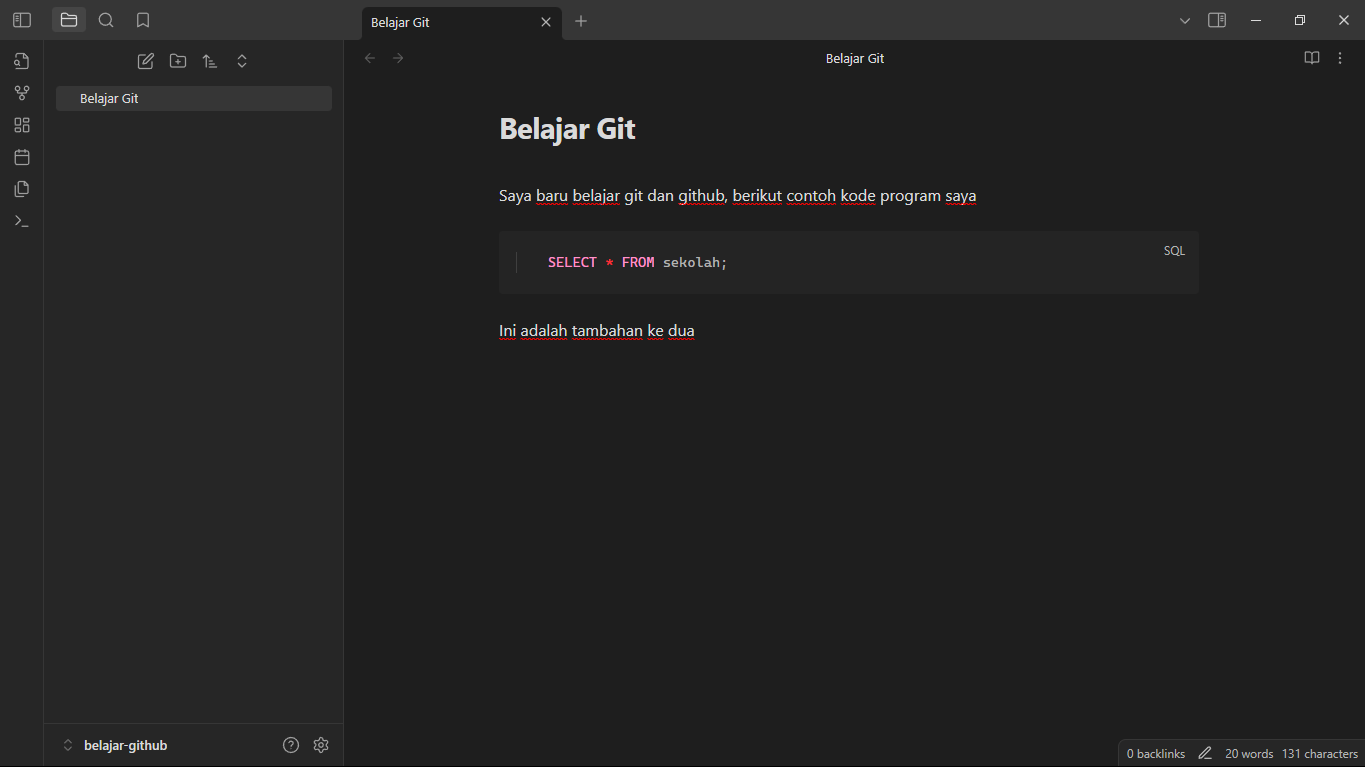 Belajar Git
Belajar Git
Belajar Git
Belajar Git
Saya baru belajar git dan github, berikut contoh kode program saya
SQL
SELECT * FROM sekolah;
Ini adalah tambahan ke dua
belajar-github
0 backlinks 20 words 131 characters